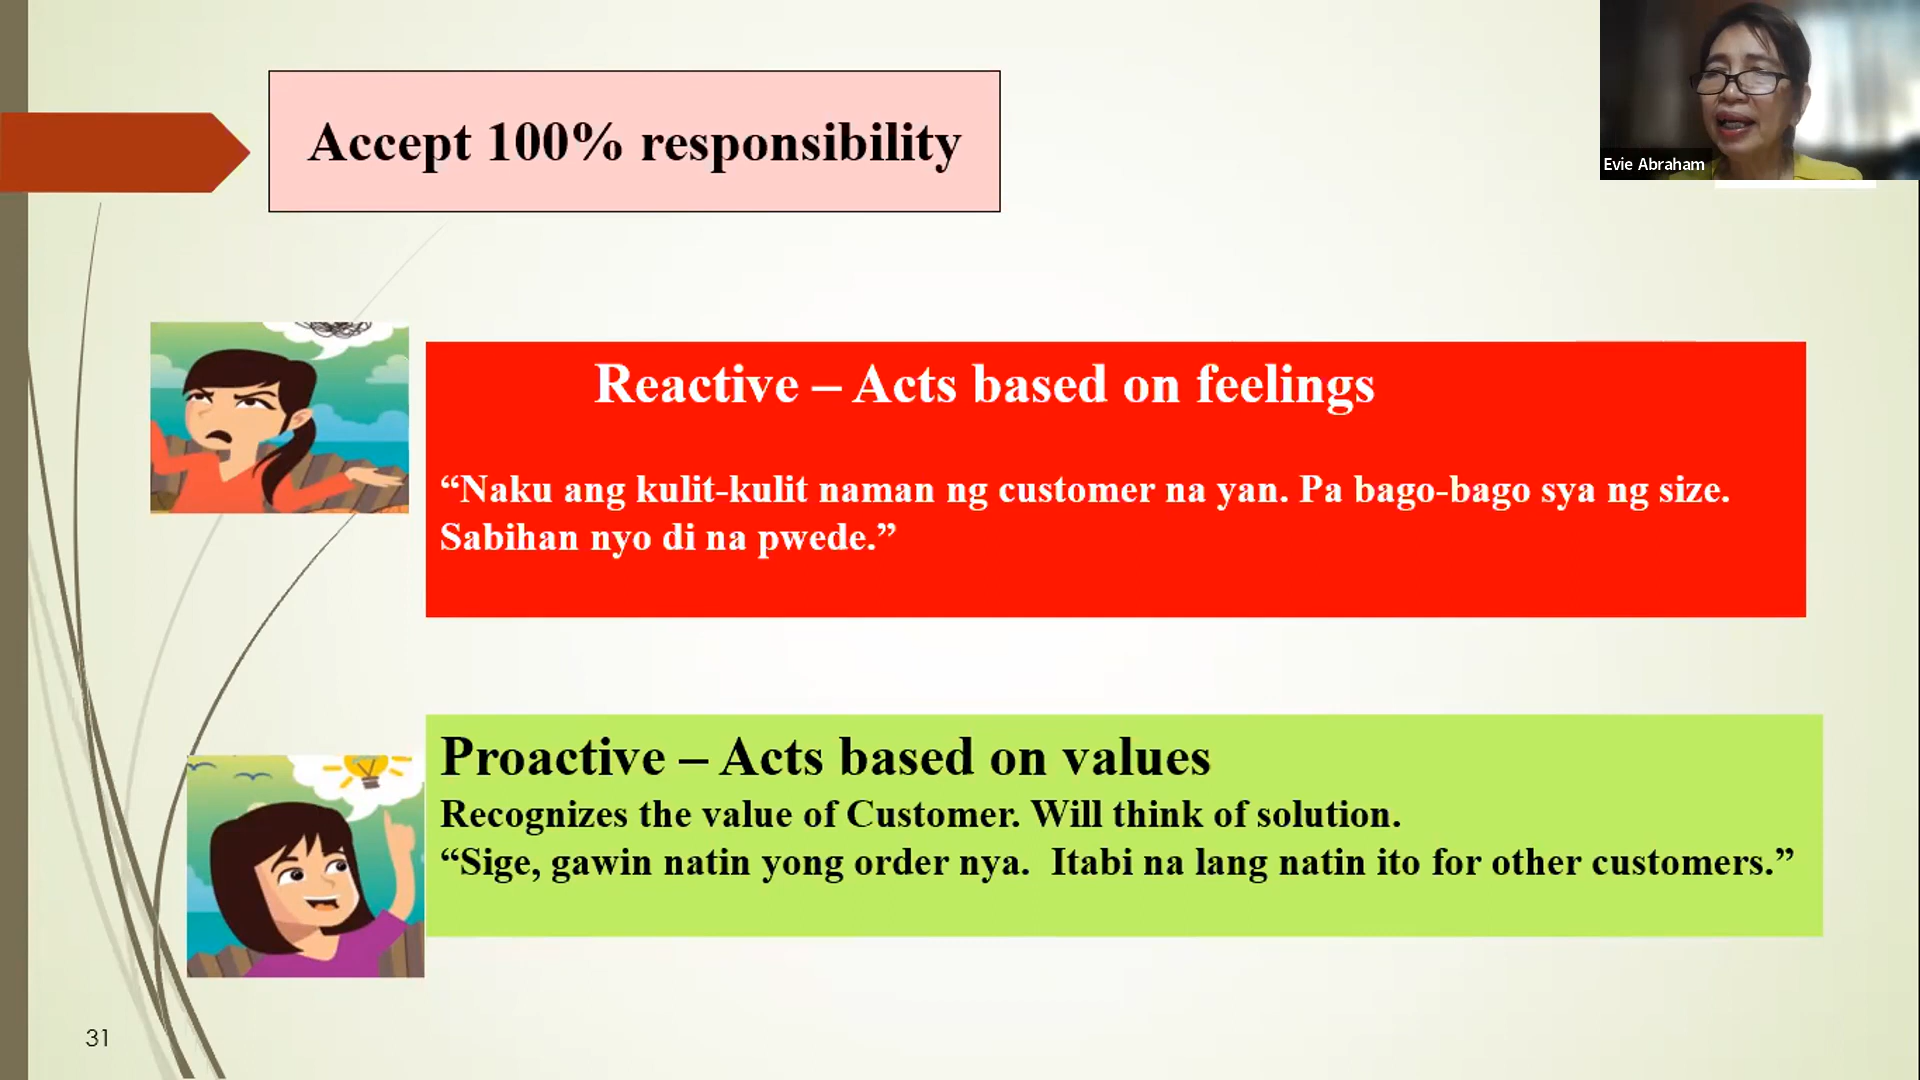 Evie Abraham
Accept 100% responsibility
Reactive – Acts based on feelings
“Naku ang kulit-kulit naman ng customer na yan. Pa bago-bago sya ng size.
Sabihan nyo di na pwede.”
Proactive – Acts based on values
Recognizes the value of Customer. Will think of solution.
“Sige, gawin natin yong order nya.  Itabi na lang natin ito for other customers.”
31